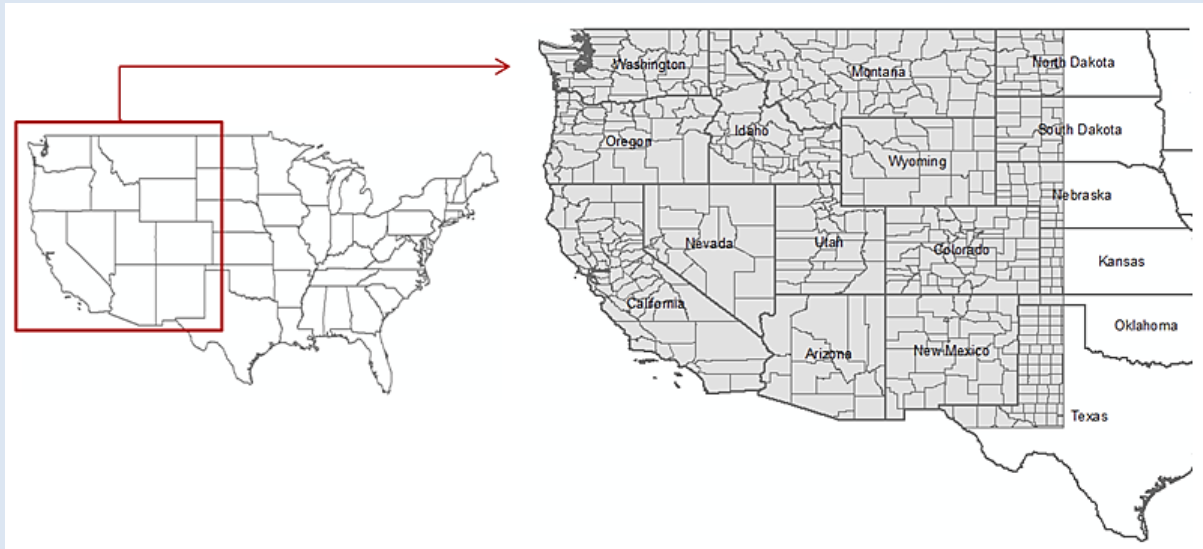 Washington
Montana
North Dakota
Oregon
Idaho
South Dakota
Wyoming
Nebraska
Nevada
Utah
Colorado
Kansas
California
Oklahoma
Arizona
New Mexico
Texas